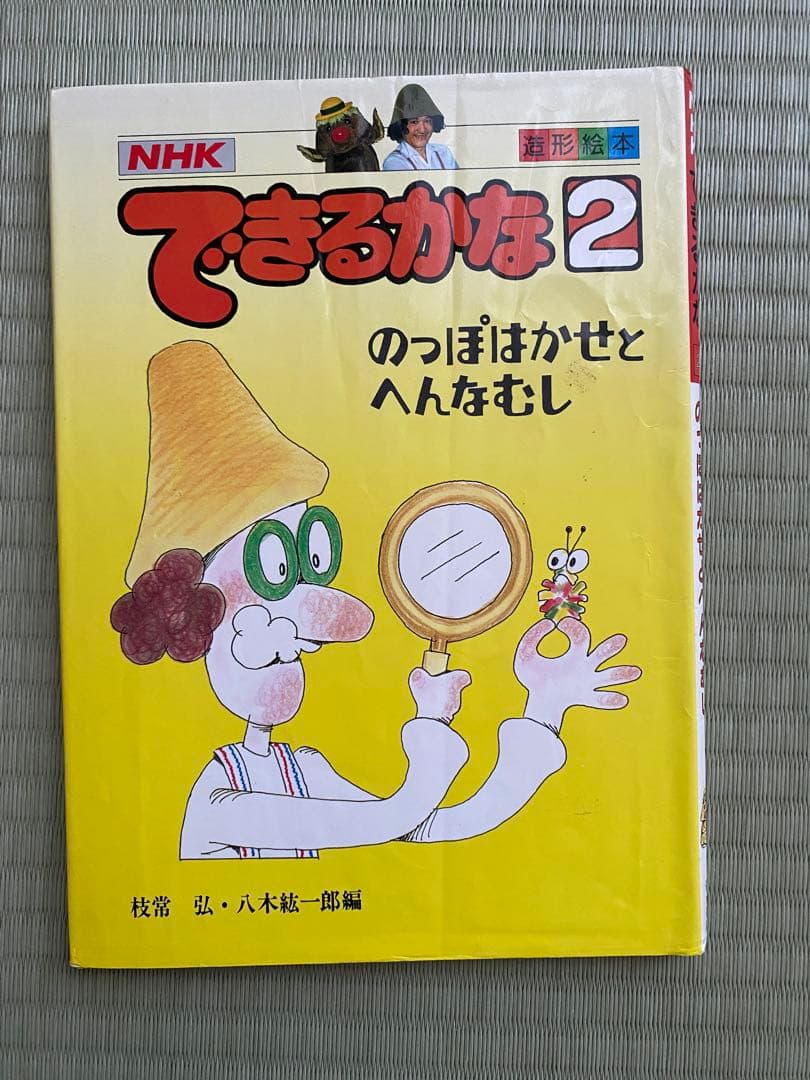 NHK
造形絵本
できるかな2
のっぽはかせと
へんなむし
枝常 弘・八木紘一郎編